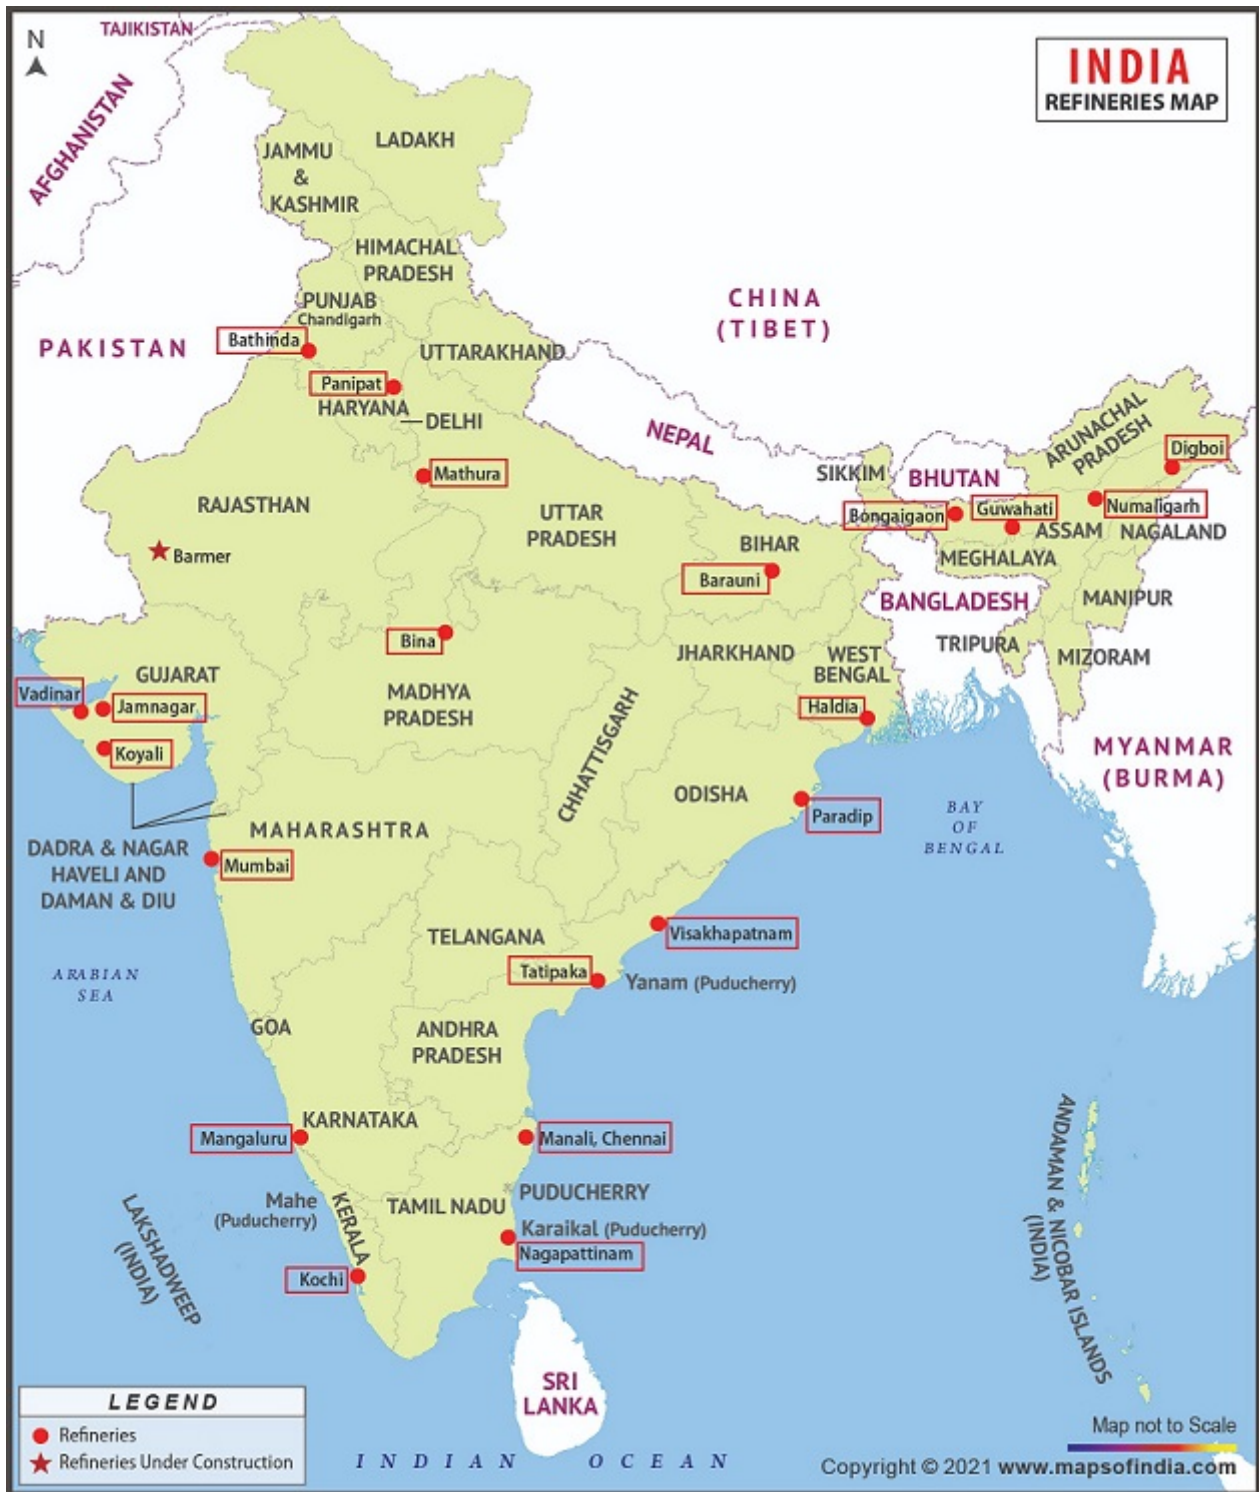 TAJIKISTAN
N
INDIA
REFINERIES MAP
AFGHANISTAN
LADAKH
JAMMU
&
KASHMIR
HIMACHAL
PRADESH
PUNJAB
Chandigarh
CHINA
(TIBET)
PAKISTAN
Bathinda
UTTARAKHAND
Panipat
HARYANA
DELHI
NEPAL
ARUNACHAL
PRADESH
Digboi
SIKKIM
BHUTAN
Mathura
RAJASTHAN
UTTAR
PRADESH
Bongaigaon
Guwahati
Numaligarh
ASSAM
NAGALAND
BIHAR
MEGHALAYA
Barmer
Barauni
BANGLADESH
MANIPUR
Bina
JHARKHAND
WEST
BENGAL
TRIPURA
MIZORAM
GUJARAT
Vadinar
Jamnagar
MADHYA
PRADESH
Haldia
Koyali
CHHATTISGARH
MYANMAR
(BURMA)
ODISHA
Paradip
BAY
OF
BENGAL
MAHARASHTRA
DADRA & NAGAR
HAVELI AND
DAMAN & DIU
Mumbai
TELANGANA
Visakhapatnam
ARABIAN
SEA
Tatipaka
Yanam (Puducherry)
GOA
ANDHRA
PRADESH
KARNATAKA
Mangaluru
Manali, Chennai
ANDAMAN & NICOBAR ISLANDS
(INDIA)
Mahe
(Puducherry)
KERALA
TAMIL NADU
PUDUCHERRY
Karaikal (Puducherry)
Nagapattinam
LAKSHADWEEP
(INDIA)
Kochi
SRI
LANKA
LEGEND
Refineries
Refineries Under Construction
INDIAN OCEAN
Map not to Scale
Copyright © 2021 www.mapsofindia.com